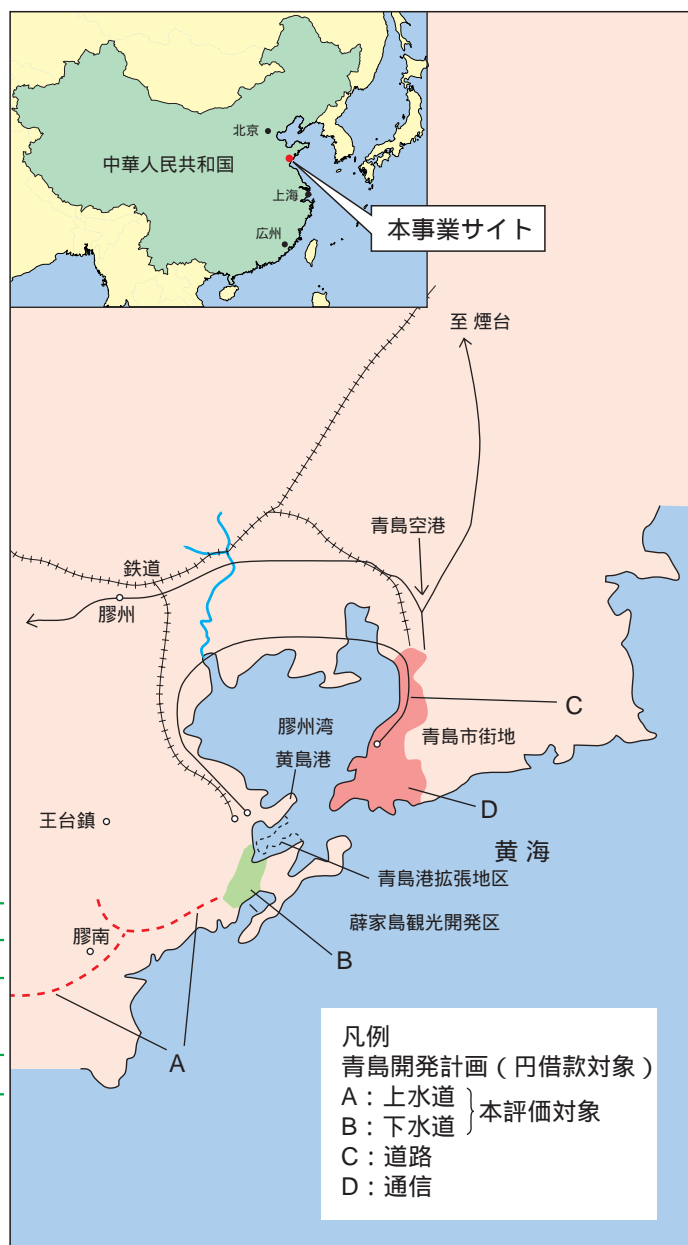 北京
中華人民共和国
上海
広州
本事業サイト
至 煙台
青島空港
鉄道
膠州
膠州湾
黄島港
青島市街地
C
D
王台鎮
黄 海
青島港拡張地区
薛家島観光開発区
膠南
B
A
凡例
青島開発計画(円借款対象)
A:上水道
B:下水道
本評価対象
C:道路
D:通信